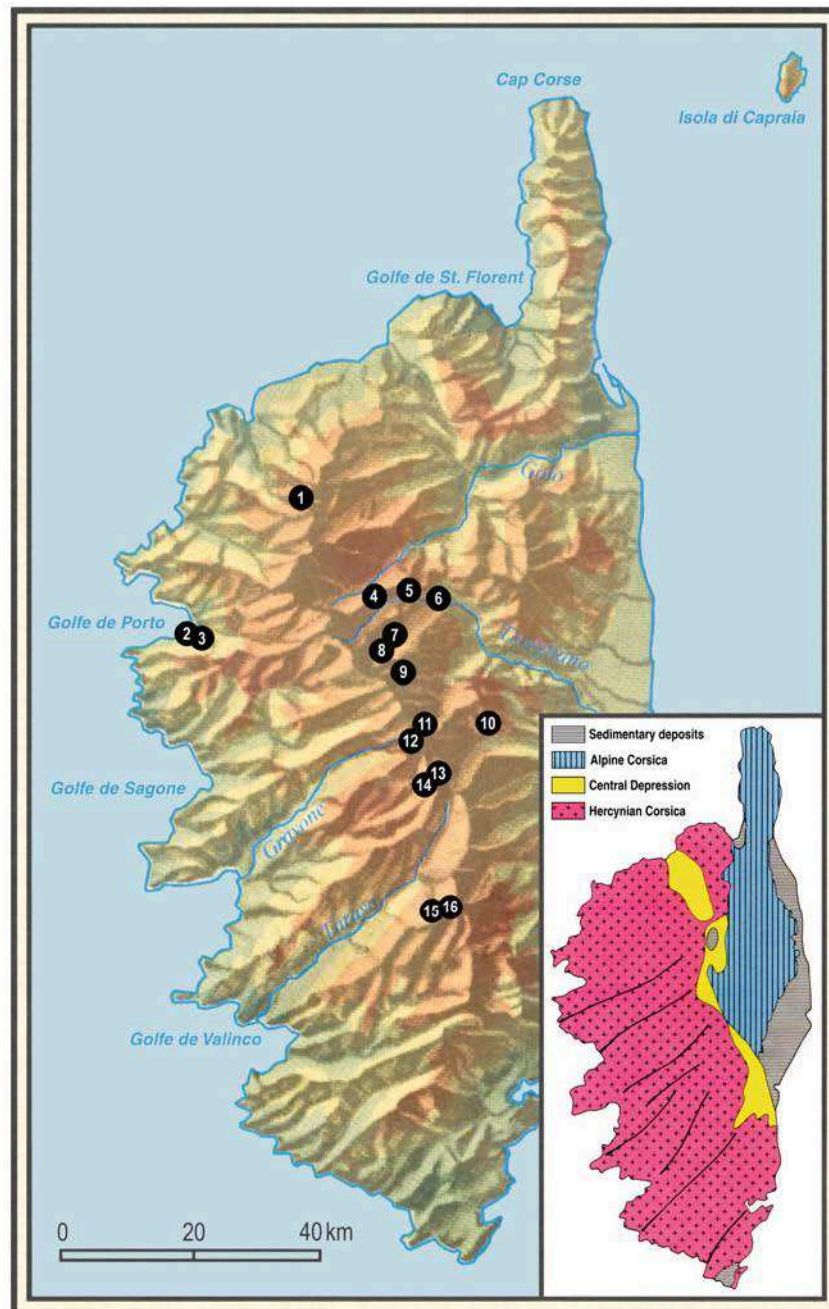 Cap Corse
Isola di Capraia
Golfe de St. Florent
Golo
1
4
5
6
Golfe de Porto
2
3
7
Tavignano
8
9
11
10
12
Sedimentary deposits
Alpine Corsica
13
Golfe de Sagone
14
Central Depression
Gravone
Hercynian Corsica
15
16
Taravo
Golfe de Valinco
0
20
40 km